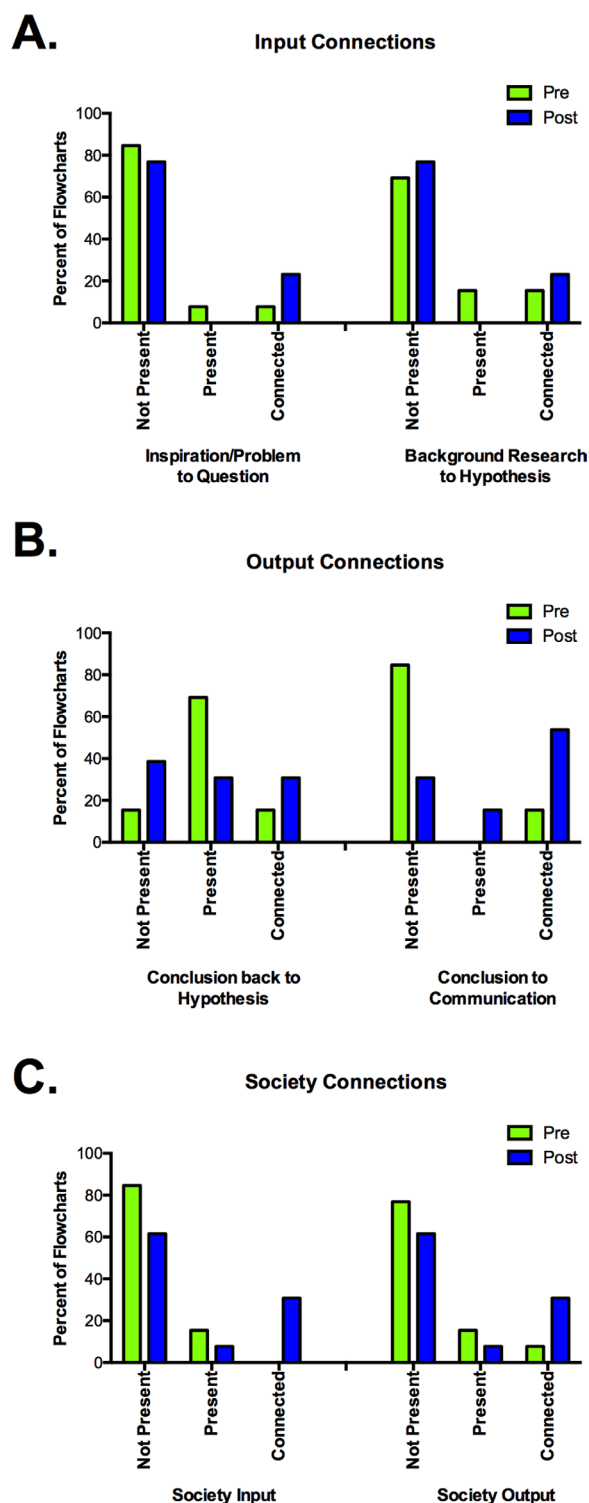 A.
Input Connections
Pre
Post
Percent of Flowcharts
100
80
60
40
20
0
Not Present
Present
Connected
Not Present
Present
Connected
Inspiration/Problem
to Question
Background Research
to Hypothesis
B.
Output Connections
Pre
Post
Percent of Flowcharts
100
80
60
40
20
0
Not Present
Present
Connected
Not Present
Present
Connected
Conclusion back to
Hypothesis
Conclusion to
Communication
C.
Society Connections
Pre
Post
Percent of Flowcharts
100
80
60
40
20
0
Not Present
Present
Connected
Not Present
Present
Connected
Society Input
Society Output